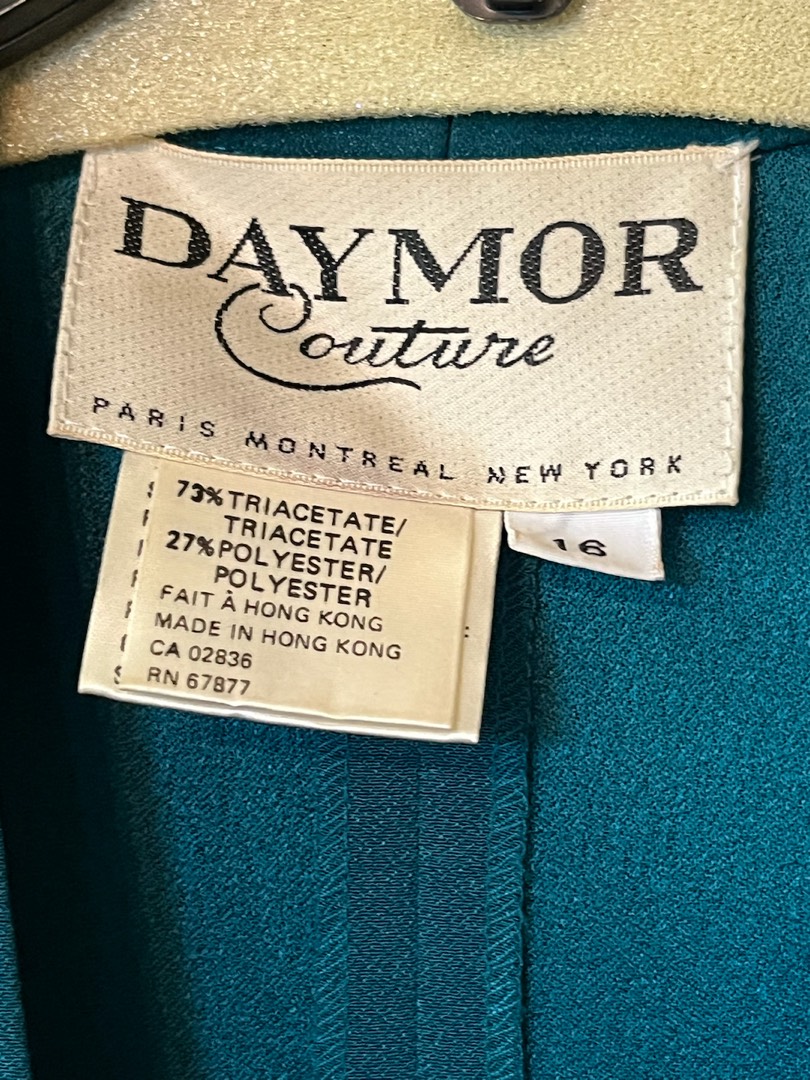 DAYMOR
Couture
PARIS MONTREAL NEW YORK
73% TRIACETATE/
TRIACETATE
27% POLYESTER/
POLYESTER
FAIT À HONG KONG
MADE IN HONG KONG
CA 02836
RN 67877
16